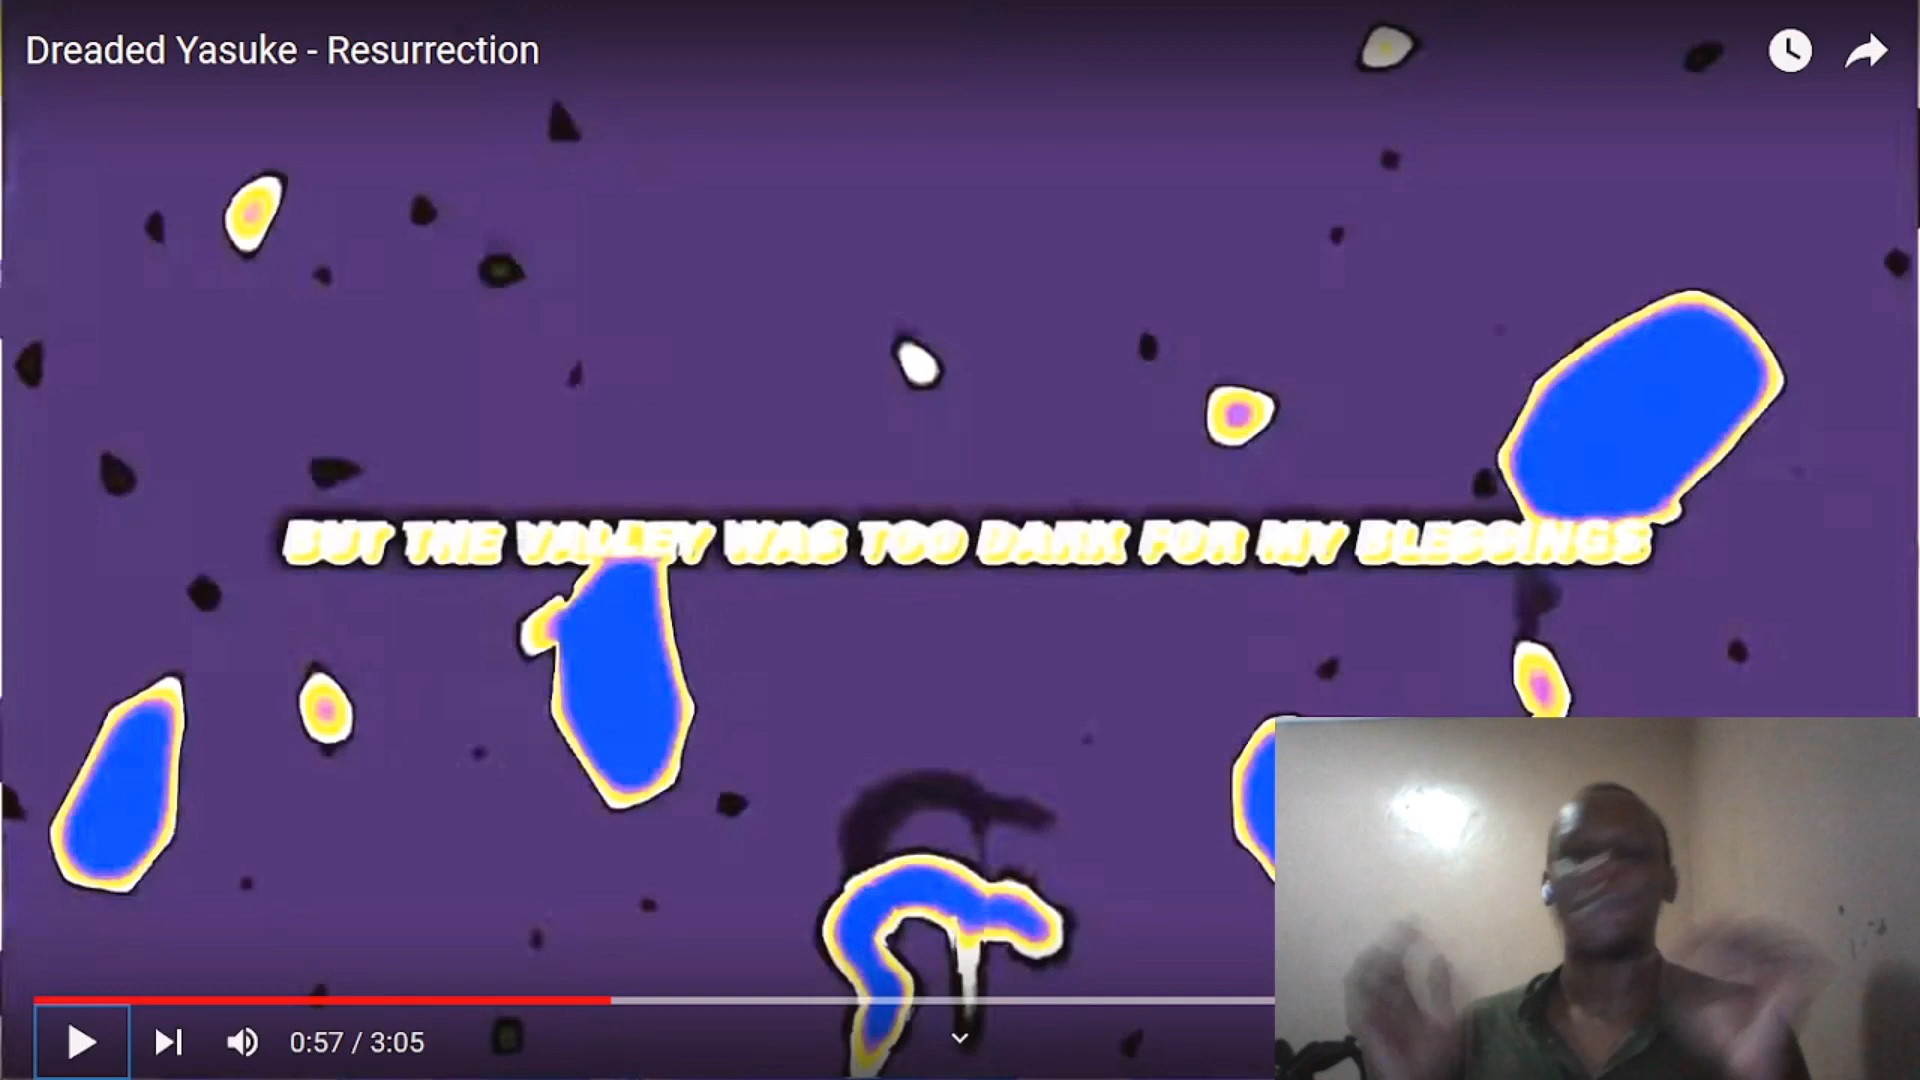 Dreaded Yasuke - Resurrection
BUT THE VALLEY WAS TOO DARK FOR MY BLESSINGS
0:57 / 3:05